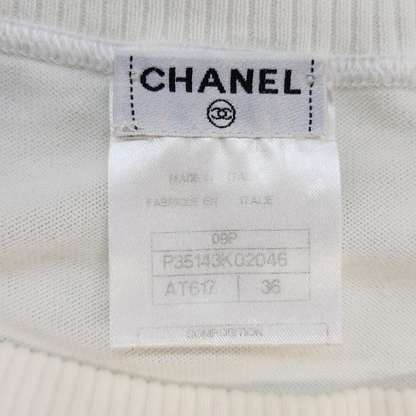 CHANEL
MADE IN ITALY
FABRIQUE EN ITALIE
09P
P35143K02046
AT617 36
COMPOSITION